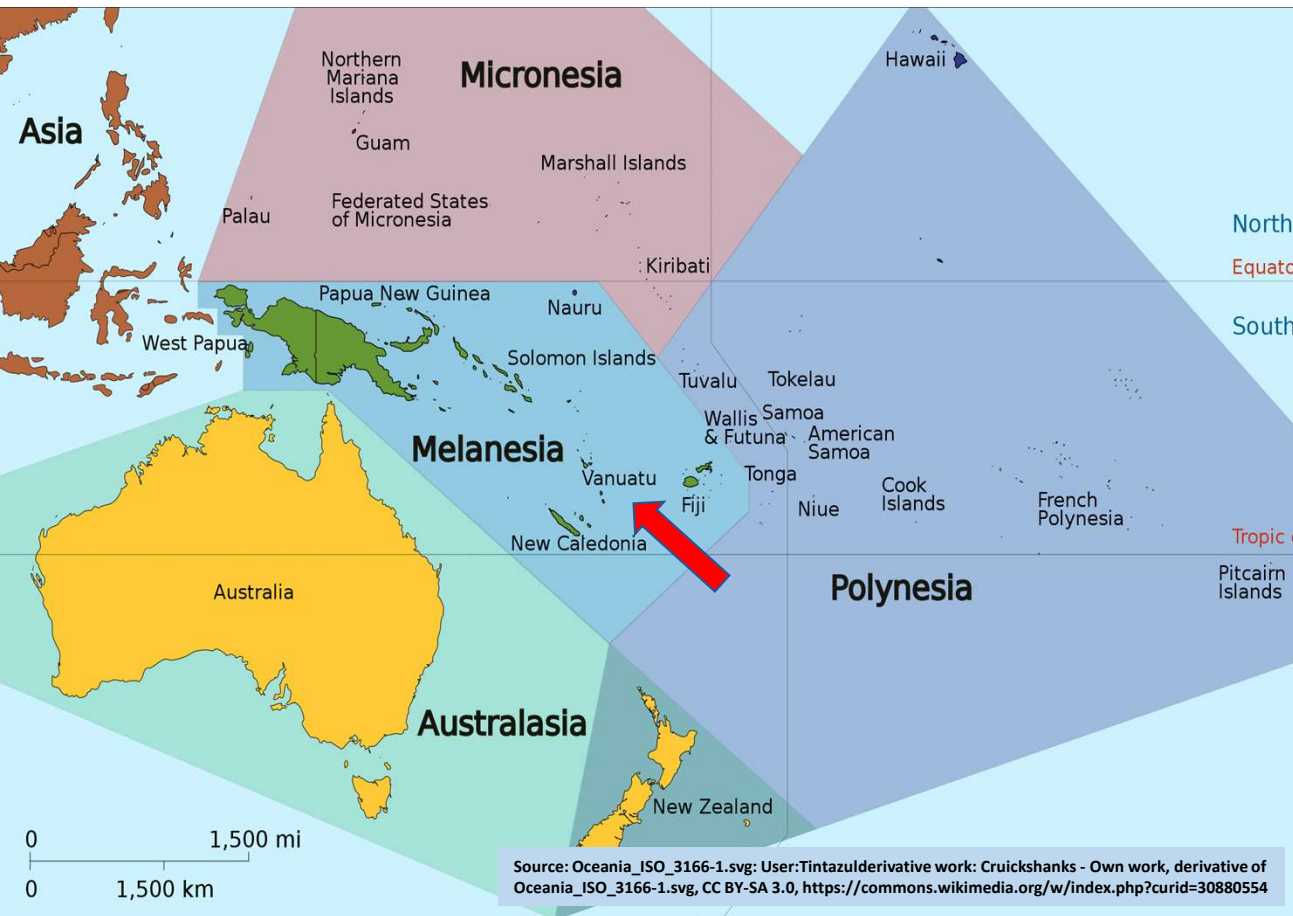 Northern
Mariana
Islands
Micronesia
Hawaii
Asia
Guam
Marshall Islands
Palau
Federated States
of Micronesia
North
Kiribati
Equato
Papua New Guinea
Nauru
South
West Papua
Solomon Islands
Tuvalu
Tokelau
Wallis
& Futuna
Samoa
American
Samoa
Melanesia
Vanuatu
Tonga
Cook
Islands
Fiji
Niue
French
Polynesia
New Caledonia
Tropic
Pitcairn
Islands
Australia
Polynesia
Australasia
New Zealand
0 1,500 mi
0 1,500 km
Source: Oceania_ISO_3166-1.svg: User:Tintazulderivative work: Cruickshanks - Own work, derivative of
Oceania_ISO_3166-1.svg, CC BY-SA 3.0, https://commons.wikimedia.org/w/index.php?curid=30880554